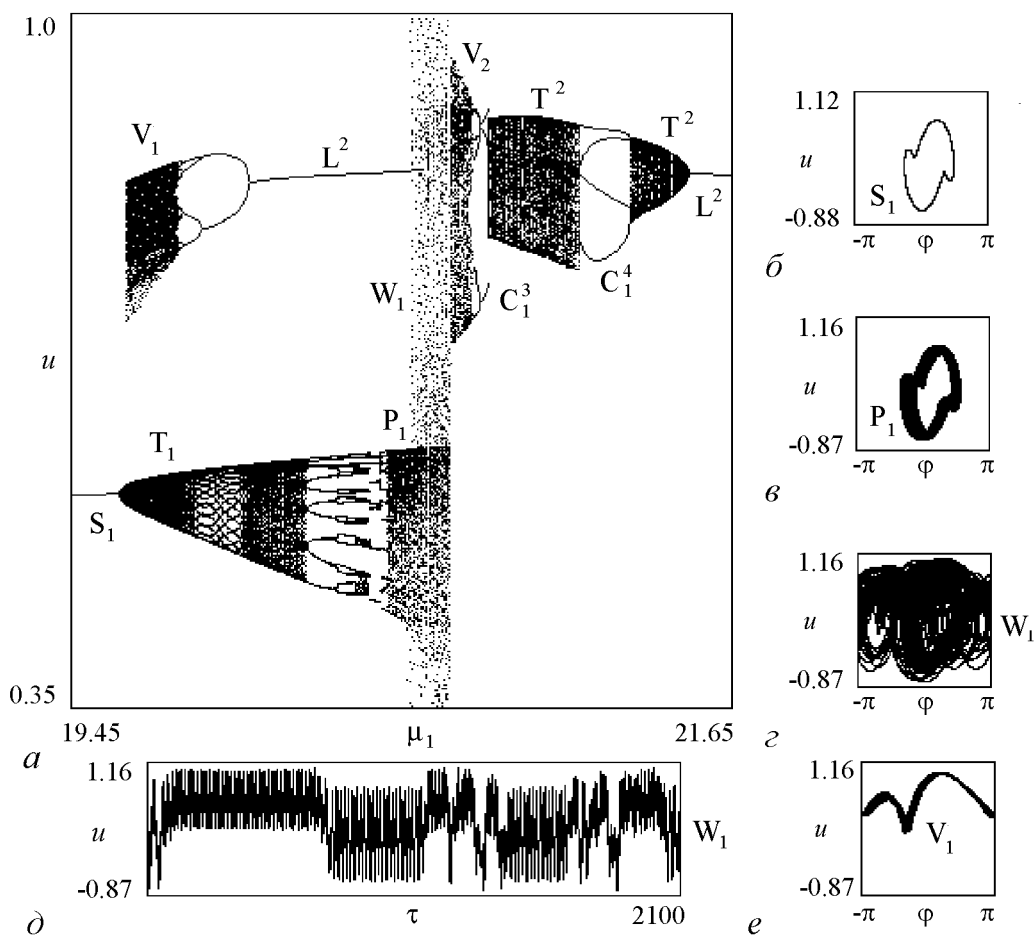 1.0
V₂
T²
T²
V₁
L²
L²
W₁
C₁³
C₁⁴
u
P₁
T₁
S₁
0.35
19.45
μ₁
21.65
а
1.12
u
S₁
-0.88
-π
φ
π
б
1.16
u
P₁
-0.87
-π
φ
π
в
1.16
u
W₁
-0.87
-π
φ
π
г
1.16
u
W₁
-0.87
τ
2100
д
1.16
u
V₁
-0.87
-π
φ
π
е